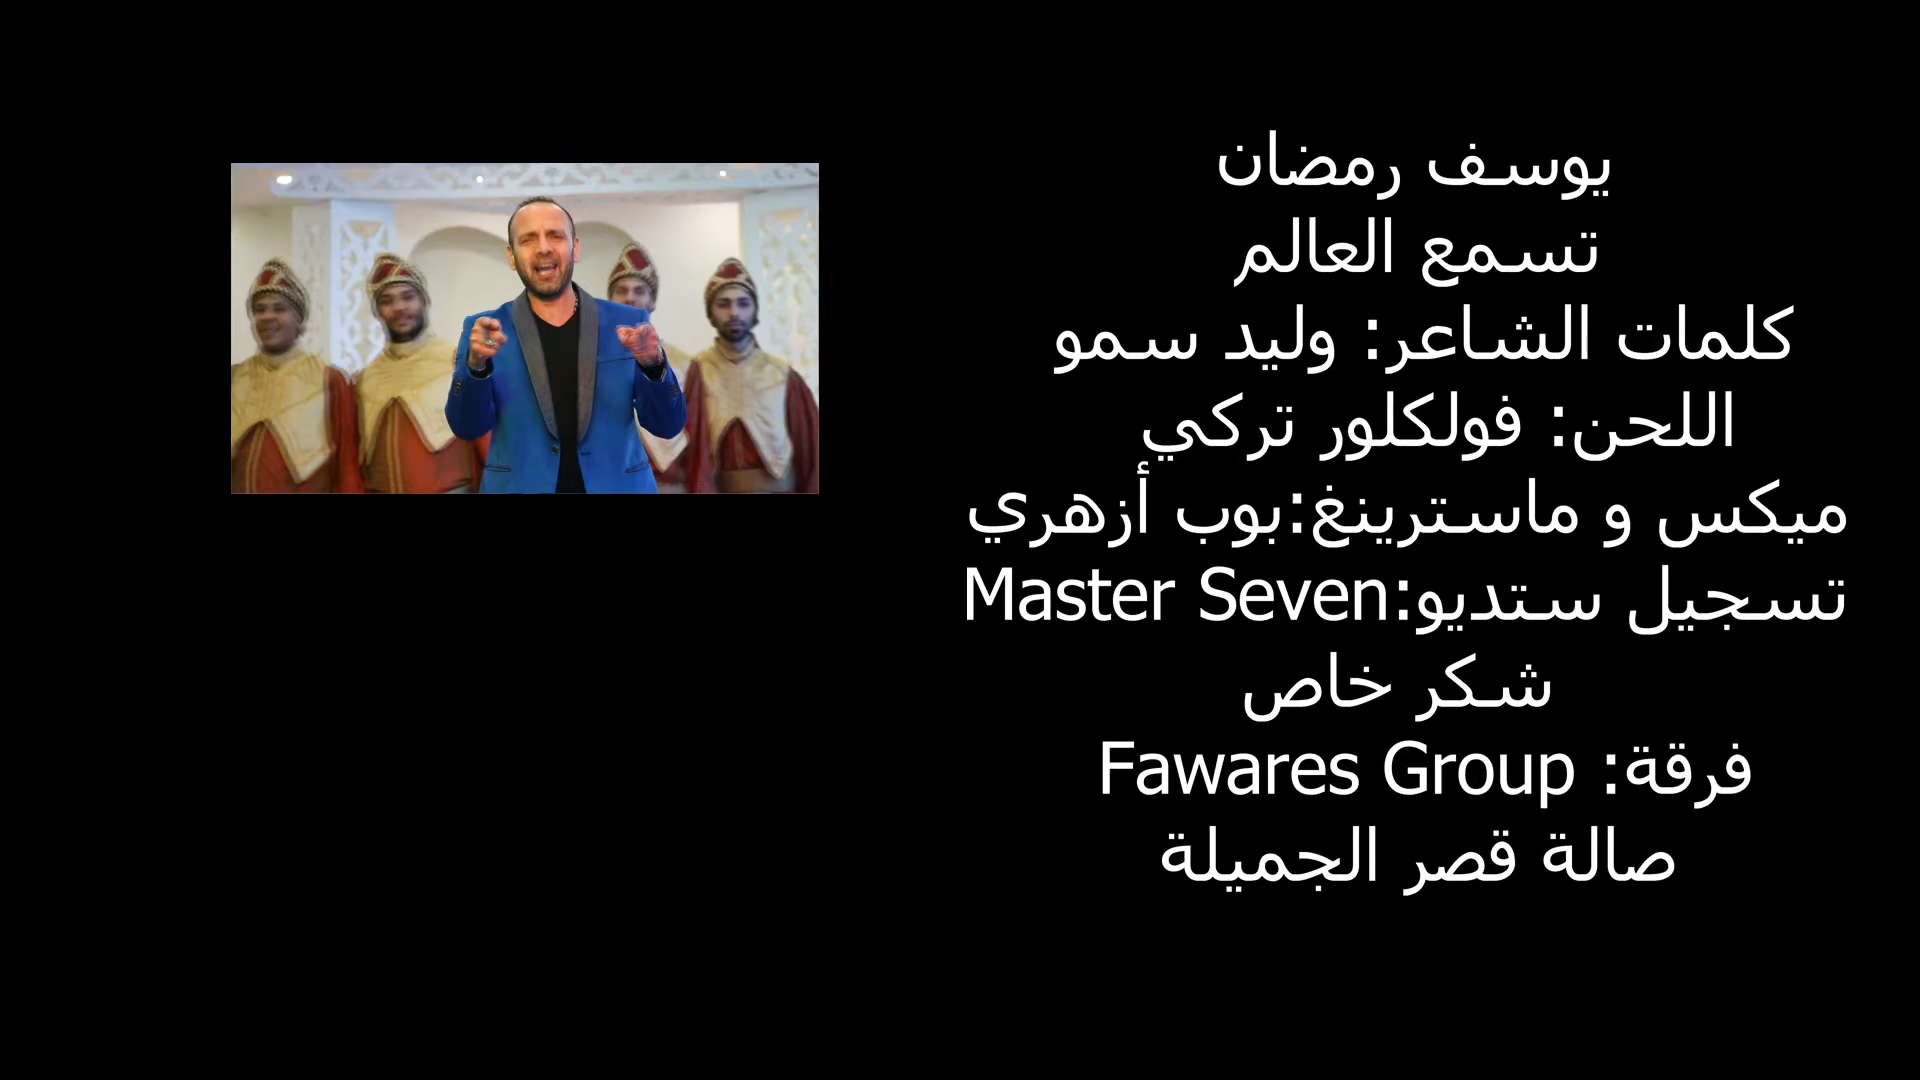 يوسف رمضان
تسمع العالم
كلمات الشاعر: وليد سمو
اللحن: فولكلور تركي
ميكس و ماسترينغ:بوب أزهري
تسجيل ستديو:Master Seven
شكر خاص
فرقة: Fawares Group
صالة قصر الجميلة